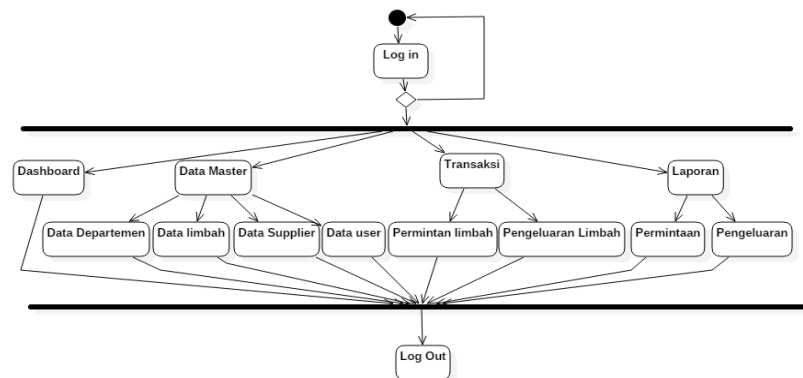 Log in
Dashboard
Data Master
Transaksi
Laporan
Data Departemen
Data limbah
Data Supplier
Data user
Permintan limbah
Pengeluaran Limbah
Permintaan
Pengeluaran
Log Out